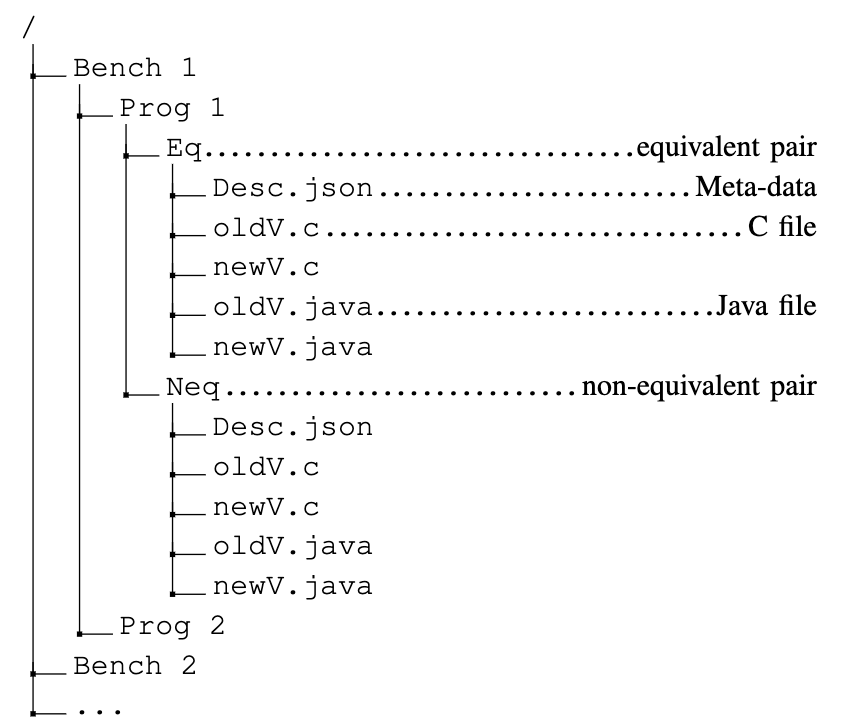 /
Bench 1
Prog 1
Eq.................................equivalent pair
Desc.json........................Meta-data
oldV.c................................C file
newV.c
oldV.java..........................Java file
newV.java
Neq...........................non-equivalent pair
Desc.json
oldV.c
newV.c
oldV.java
newV.java
Prog 2
Bench 2
...